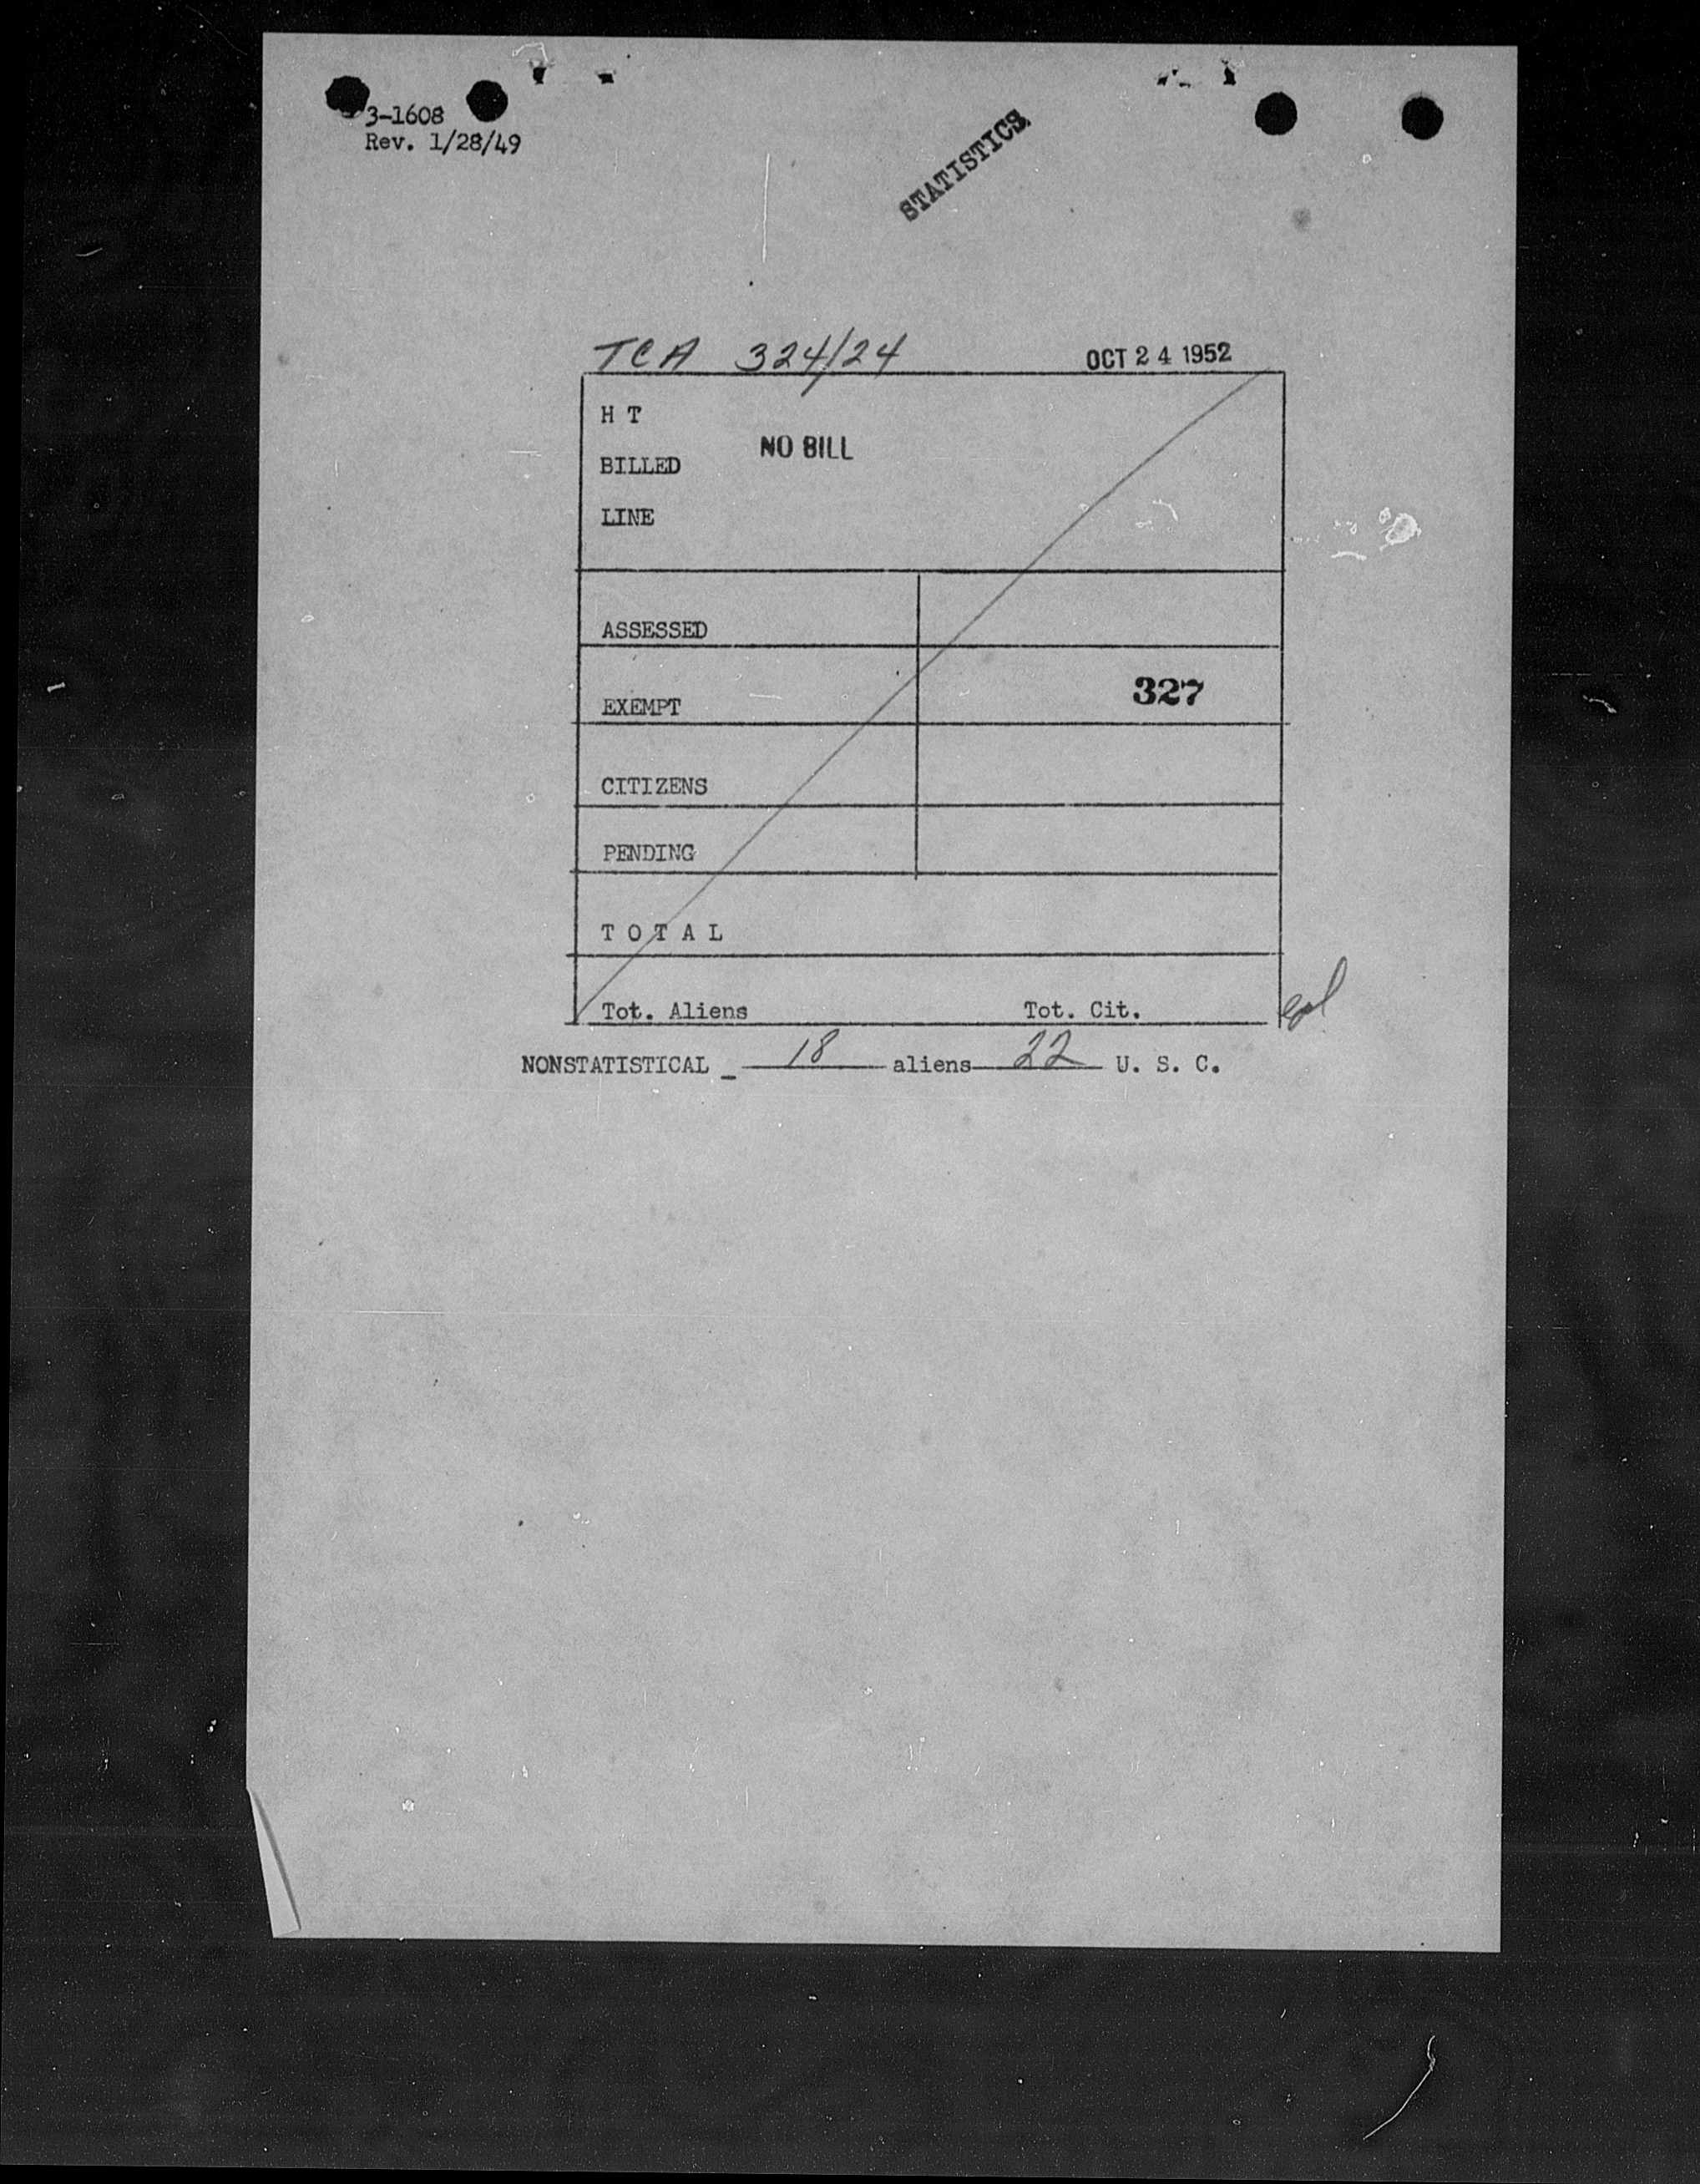 3-1608
Rev. 1/28/49
STATISTICS
TCA 324/24 OCT 24 1952
H T
NO BILL
BILLED
LINE
ASSESSED
EXEMPT 327
CITIZENS
PENDING
T O T A L
Tot. Aliens Tot. Cit.
NONSTATISTICAL _ 18 aliens 22 U. S. C.